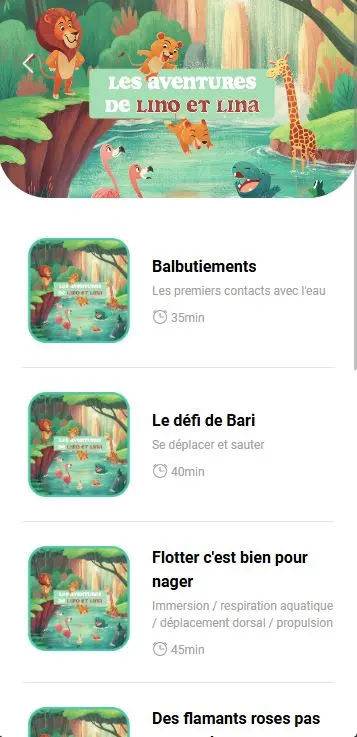 LES AVENTURES
DE LINO ET LINA
LES AVENTURES
DE LINO ET LINA
Balbutiements
Les premiers contacts avec l'eau
35min
LES AVENTURES
DE LINO ET LINA
Le défi de Bari
Se déplacer et sauter
40min
LES AVENTURES
DE LINO ET LINA
Flotter c'est bien pour
nager
Immersion / respiration aquatique
/ déplacement dorsal / propulsion
45min
Des flamants roses pas